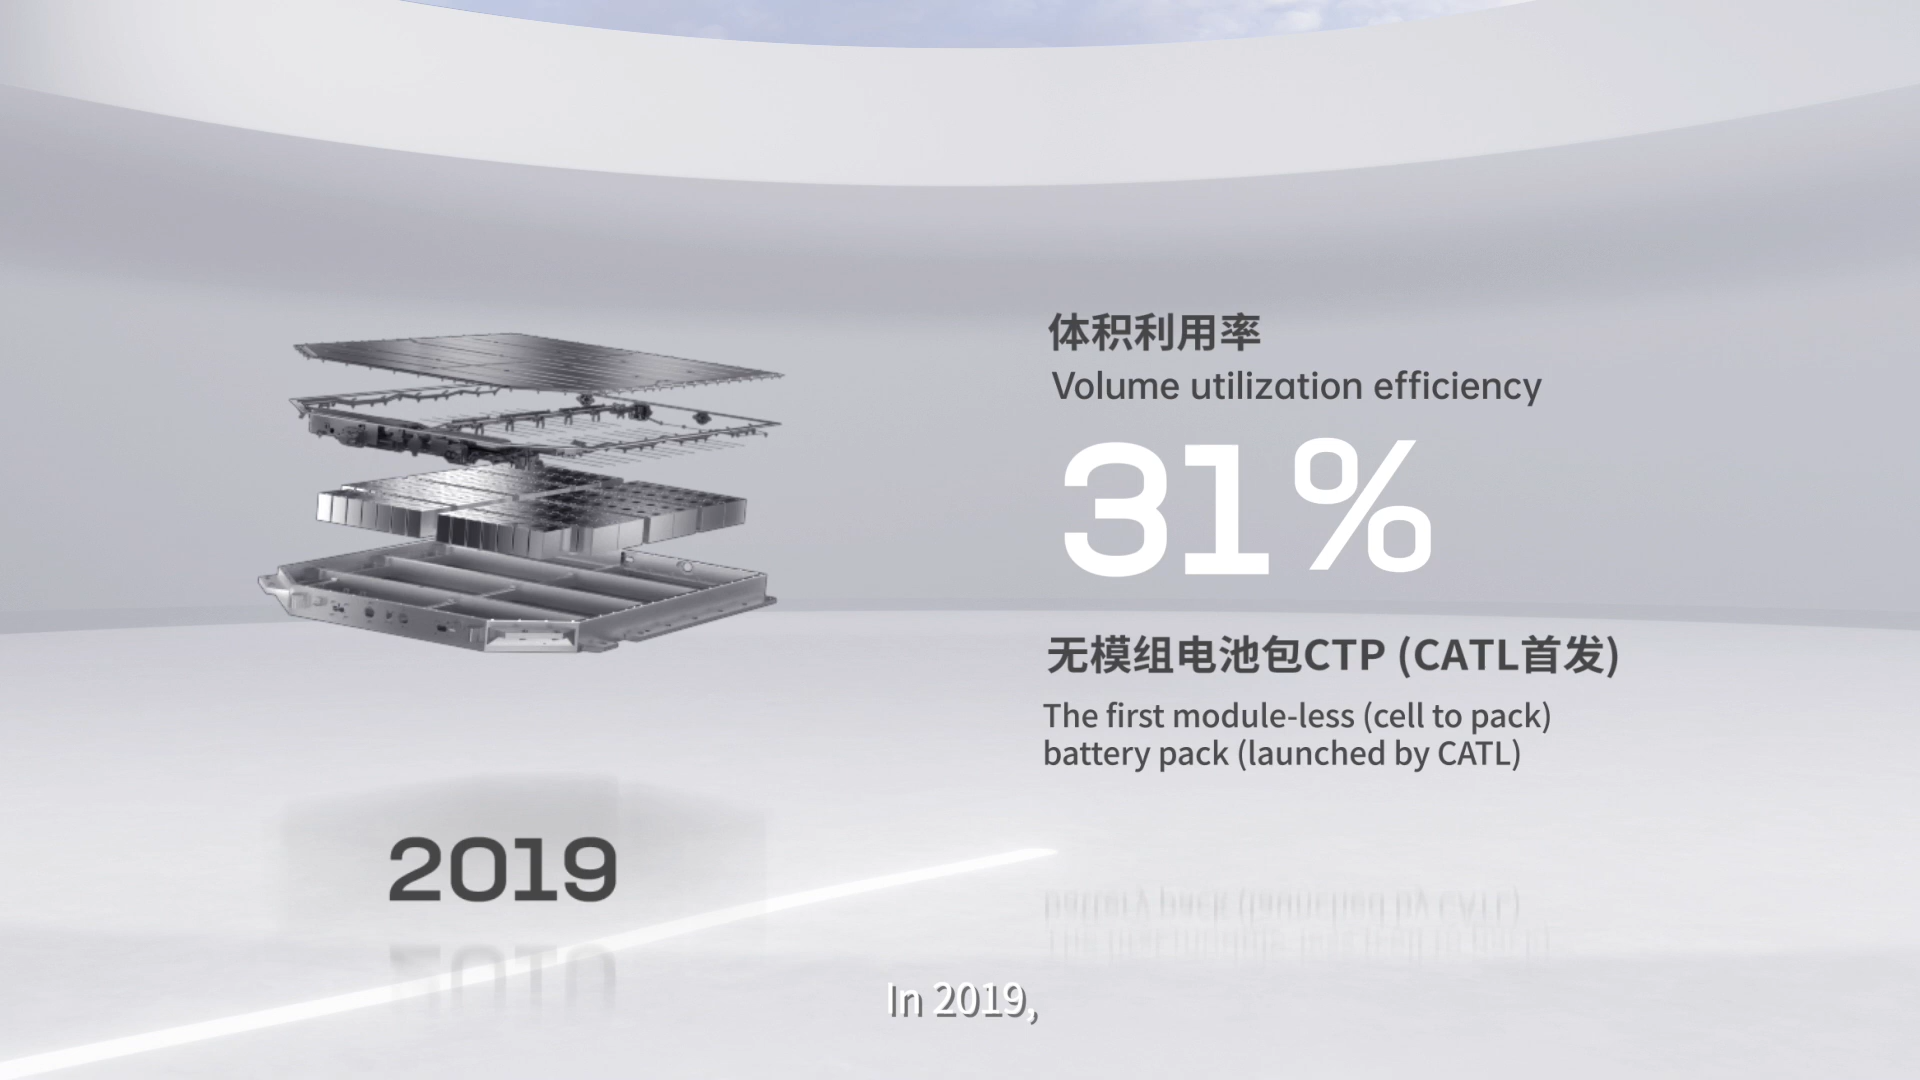 体积利用率
Volume utilization efficiency
31%
无模组电池包CTP (CATL首发)
The first module-less (cell to pack)
battery pack (launched by CATL)
2019
In 2019,